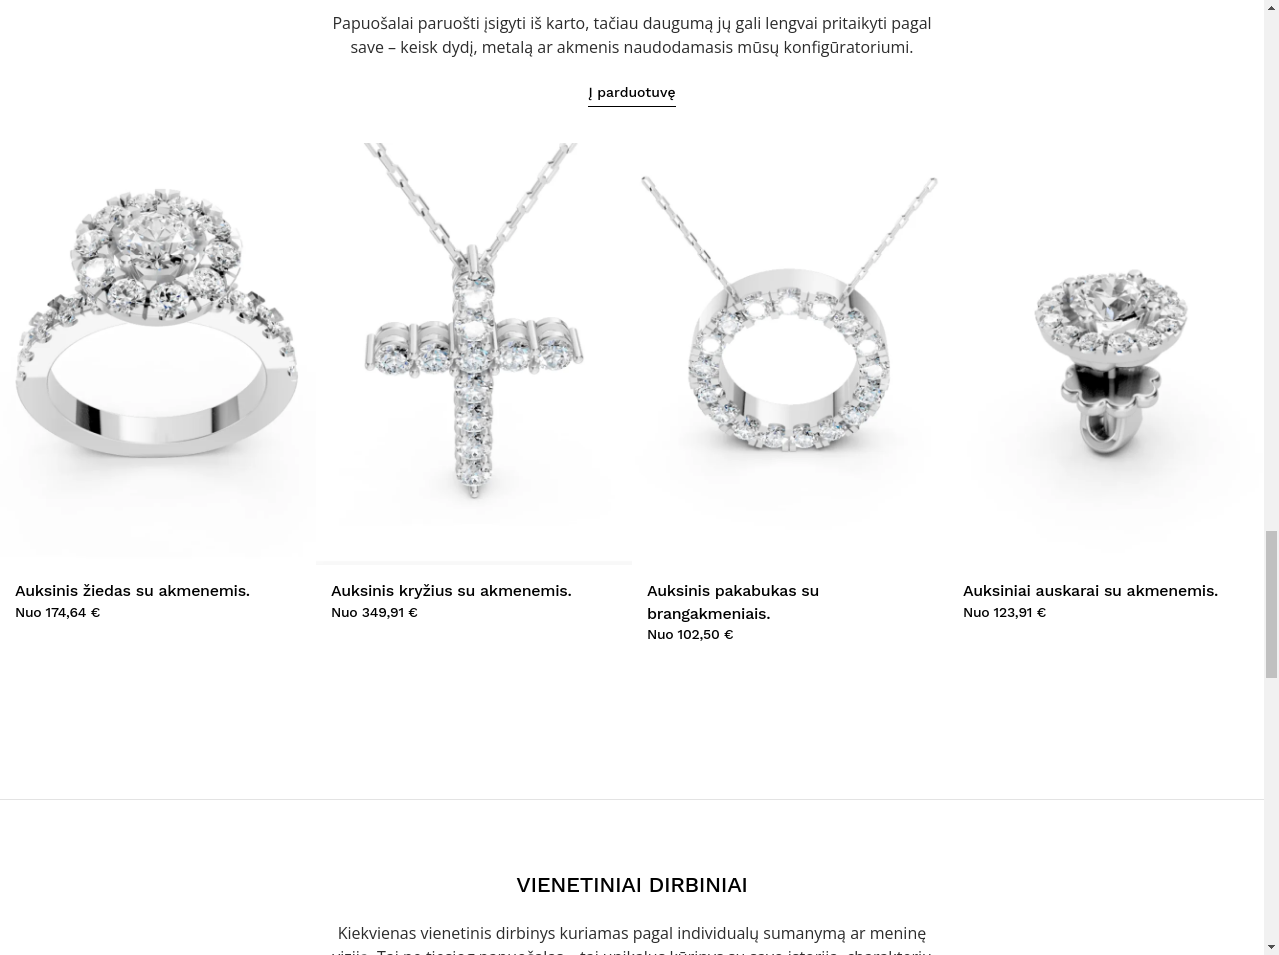 Papuošalai paruošti įsigyti iš karto, tačiau daugumą jų gali lengvai pritaikyti pagal
save – keisk dydį, metalą ar akmenis naudodamasis mūsų konfigūratoriumi.
Į parduotuvę
Auksinis žiedas su akmenemis.
Nuo 174,64 €
Auksinis kryžius su akmenemis.
Nuo 349,91 €
Auksinis pakabukas su
brangakmeniais.
Nuo 102,50 €
Auksiniai auskarai su akmenemis.
Nuo 123,91 €
VIENETINIAI DIRBINIAI
Kiekvienas vienetinis dirbinys kuriamas pagal individualų sumanymą ar meninę